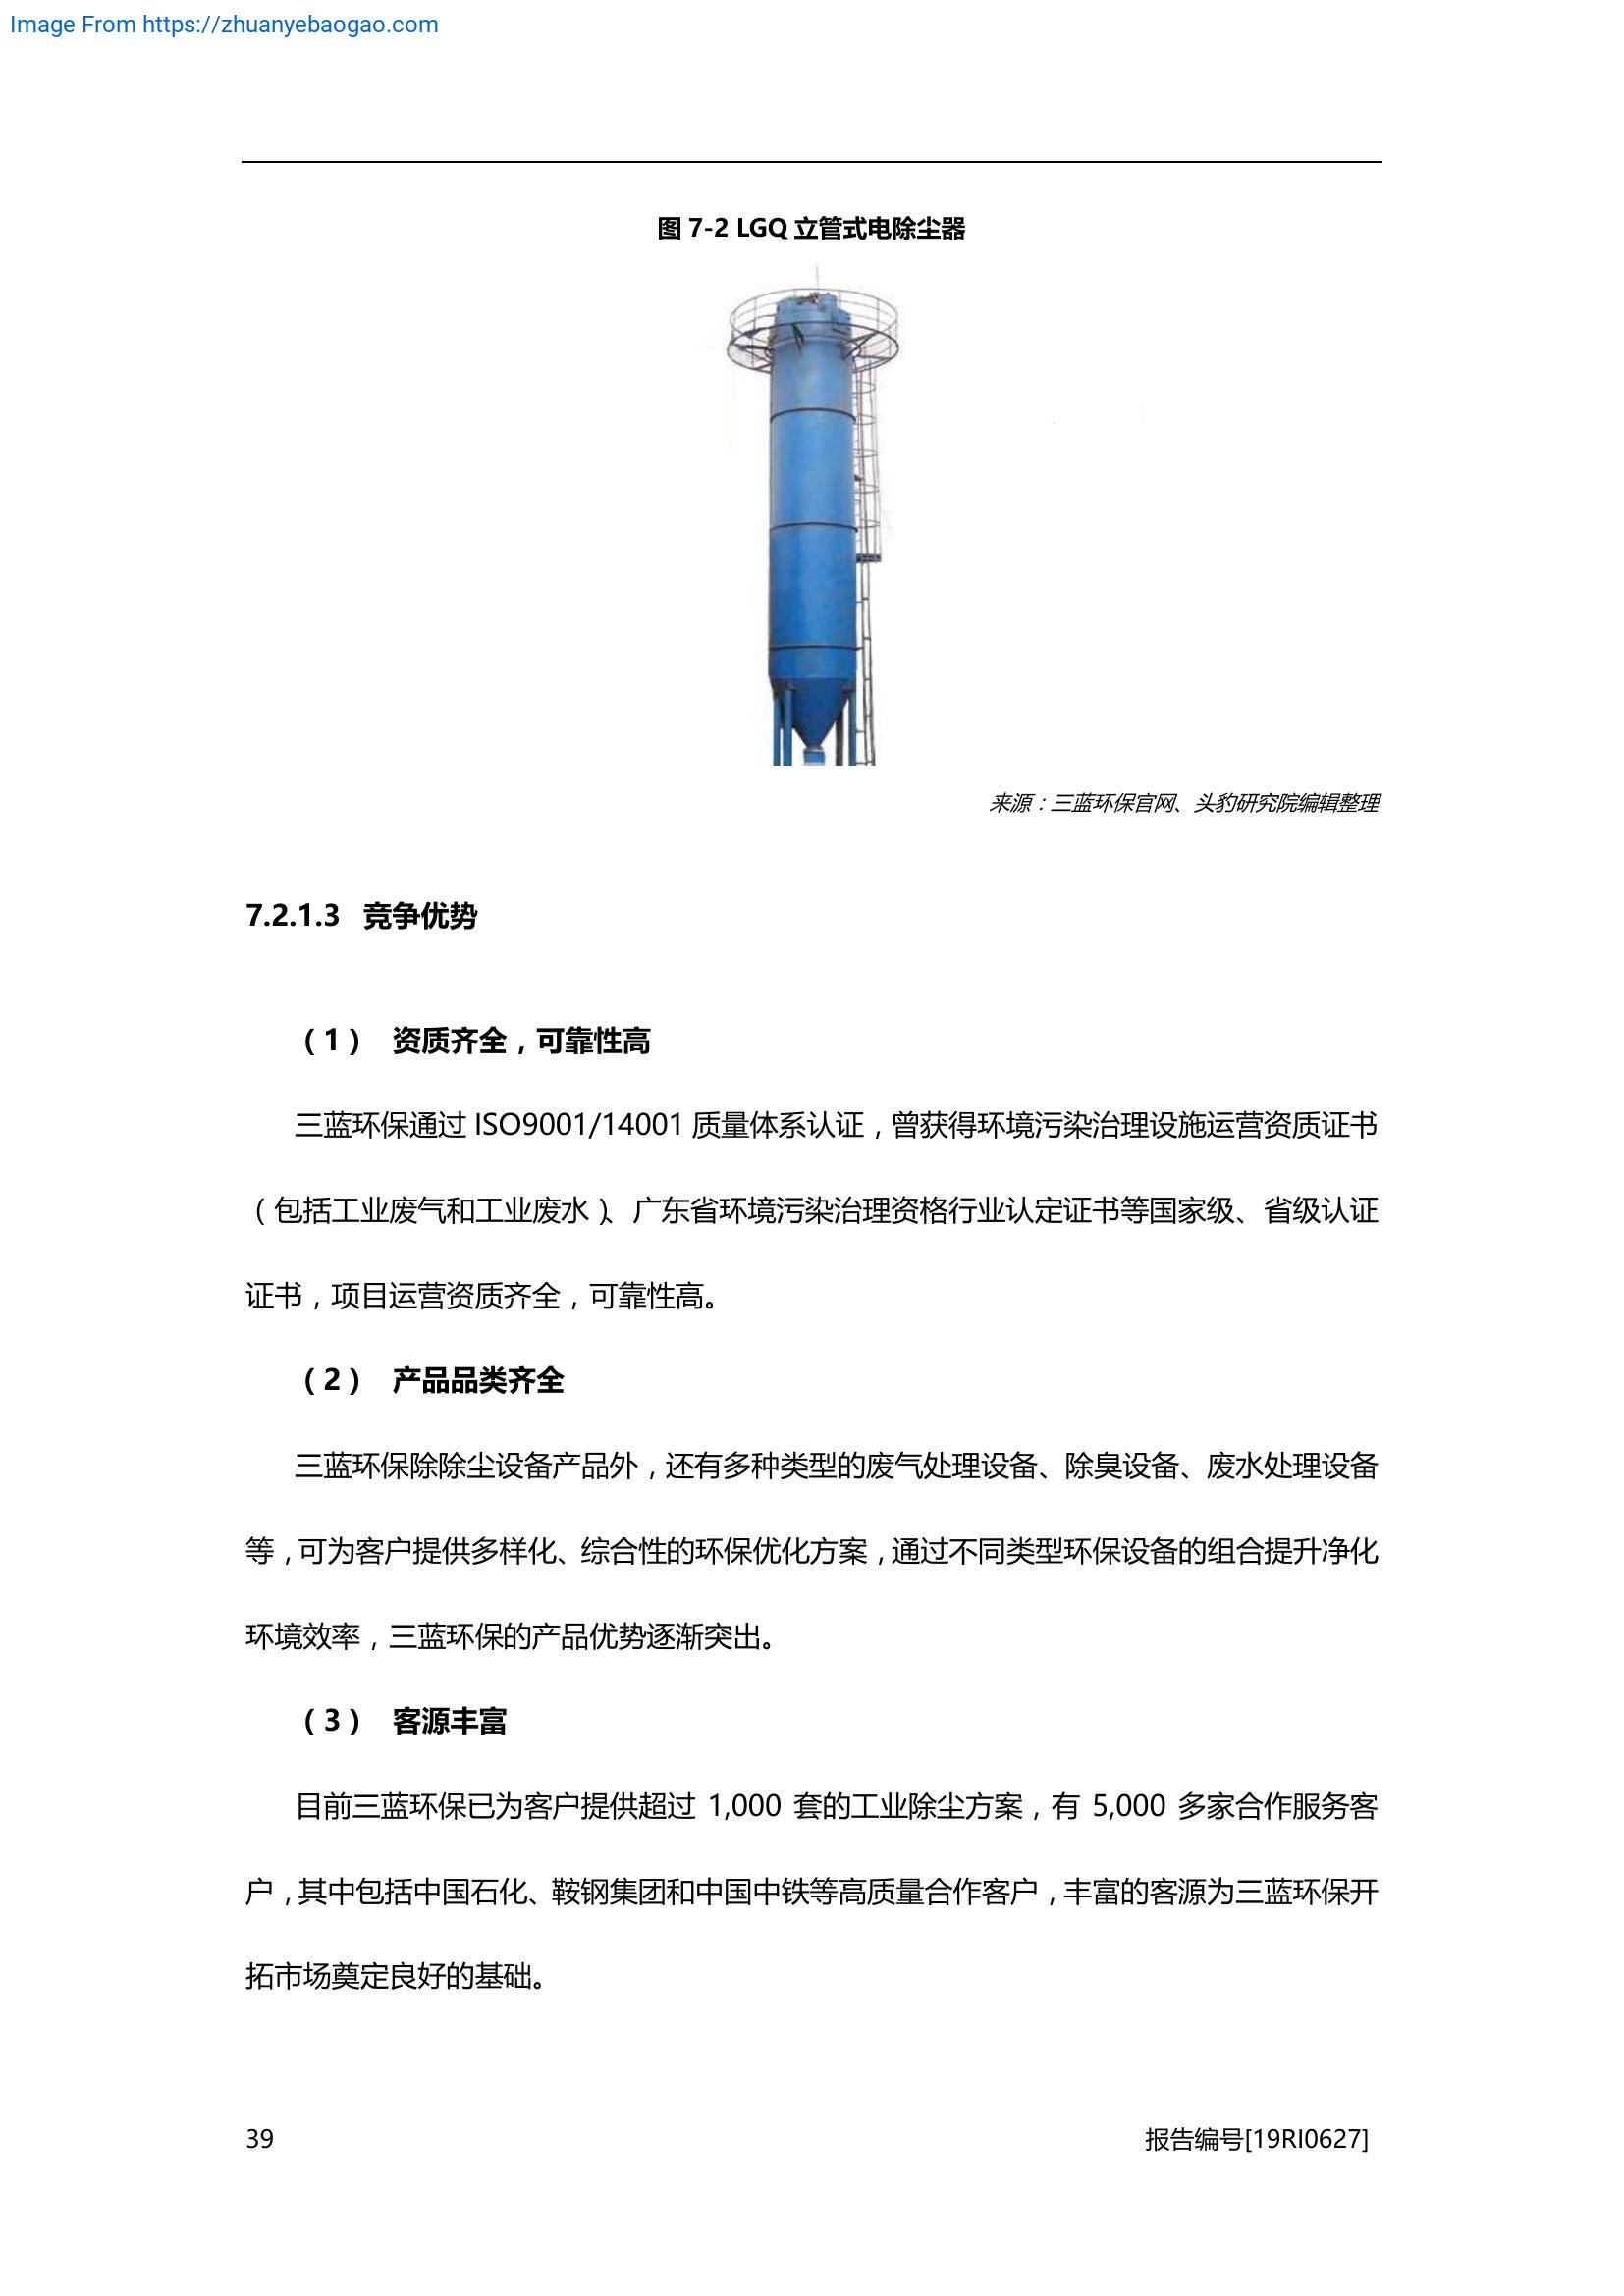 Image From https://zhuanyebaogao.com
图 7-2 LGQ 立管式电除尘器
来源：三蓝环保官网、头豹研究院编辑整理
7.2.1.3 竞争优势
（1） 资质齐全，可靠性高
三蓝环保通过 ISO9001/14001 质量体系认证，曾获得环境污染治理设施运营资质证书
（包括工业废气和工业废水）、广东省环境污染治理资格行业认定证书等国家级、省级认证
证书，项目运营资质齐全，可靠性高。
（2） 产品品类齐全
三蓝环保除除尘设备产品外，还有多种类型的废气处理设备、除臭设备、废水处理设备
等，可为客户提供多样化、综合性的环保优化方案，通过不同类型环保设备的组合提升净化
环境效率，三蓝环保的产品优势逐渐突出。
（3） 客源丰富
目前三蓝环保已为客户提供超过 1,000 套的工业除尘方案，有 5,000 多家合作服务客
户，其中包括中国石化、鞍钢集团和中国中铁等高质量合作客户，丰富的客源为三蓝环保开
拓市场奠定良好的基础。
39
报告编号[19RI0627]